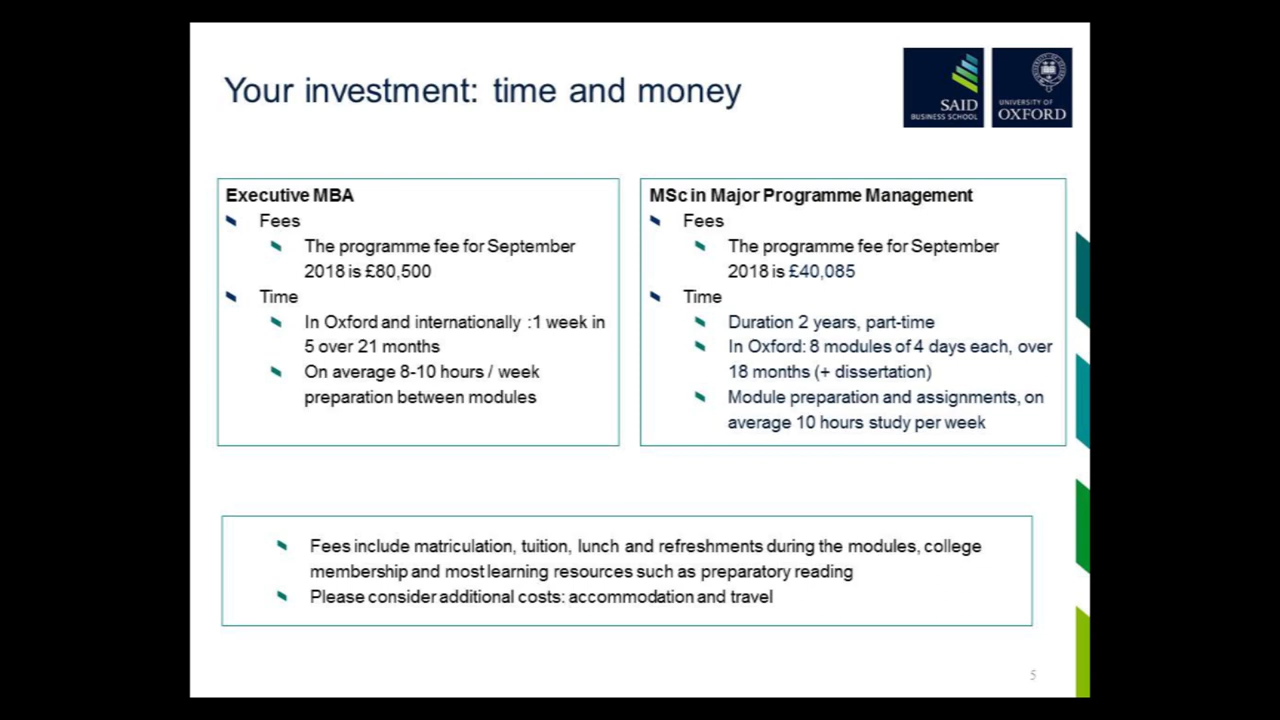 Your investment: time and money
SAID
BUSINESS SCHOOL
UNIVERSITY OF
OXFORD
Executive MBA
Fees
The programme fee for September
2018 is £80,500
Time
In Oxford and internationally :1 week in
5 over 21 months
On average 8-10 hours / week
preparation between modules
MSc in Major Programme Management
Fees
The programme fee for September
2018 is £40,085
Time
Duration 2 years, part-time
In Oxford: 8 modules of 4 days each, over
18 months (+ dissertation)
Module preparation and assignments, on
average 10 hours study per week
Fees include matriculation, tuition, lunch and refreshments during the modules, college
membership and most learning resources such as preparatory reading
Please consider additional costs: accommodation and travel
5